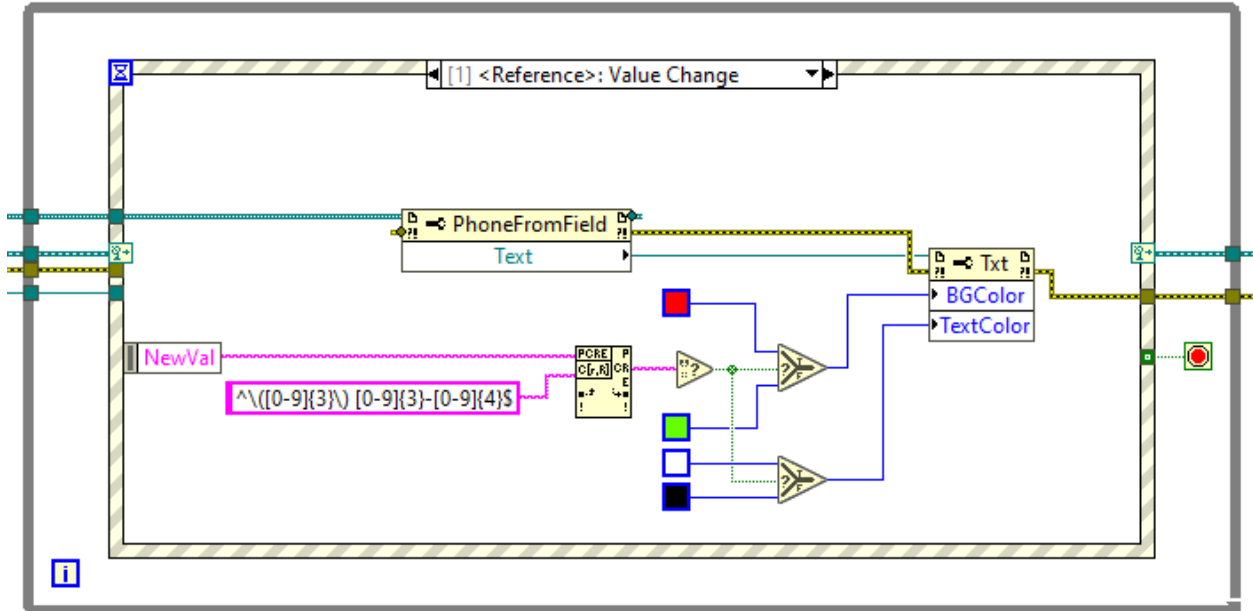 [1] <Reference>: Value Change
PhoneFromField
Text
Txt
BGColor
TextColor
NewVal
^\([0-9]{3}\) [0-9]{3}-[0-9]{4}$
PCRE
C[r,R]
P
CR
E
?
T
F
?
T
F
i